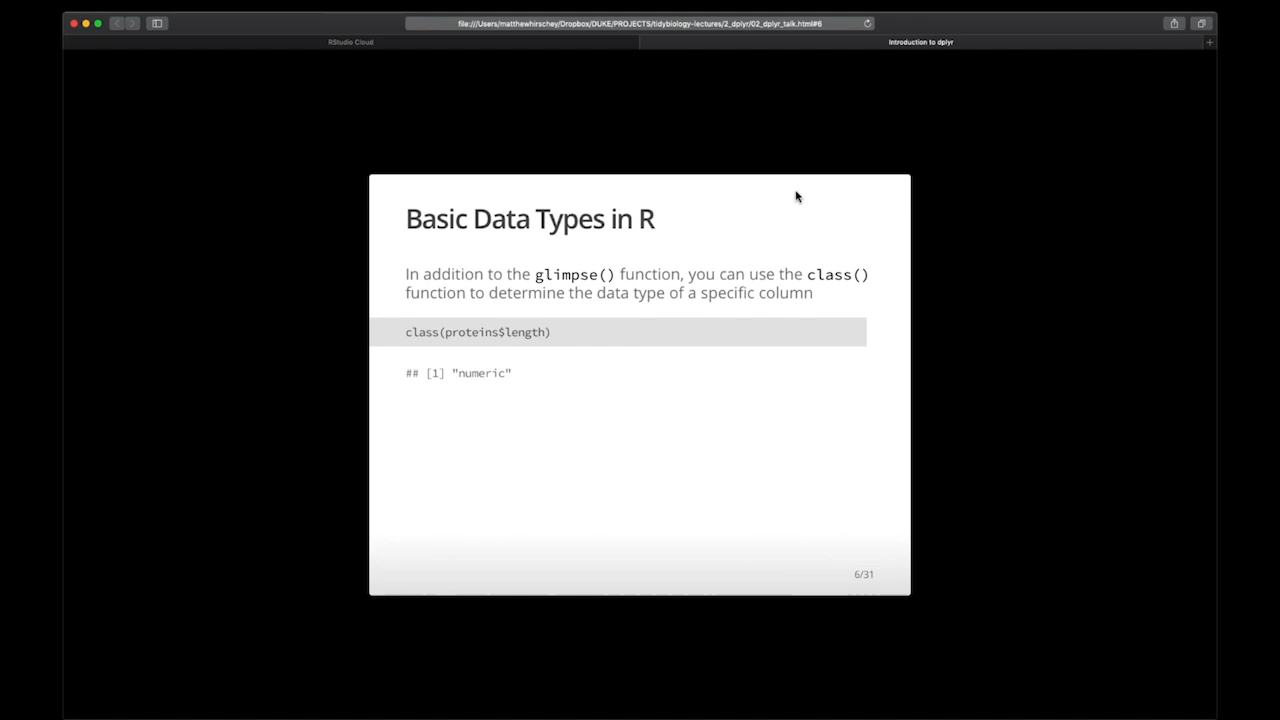 file:///Users/matthewhirschey/Dropbox/DUKE/PROJECTS/tidybiology-lectures/2_dplyr/02_dplyr_talk.html#6
RStudio Cloud
Introduction to dplyr
Basic Data Types in R
In addition to the glimpse() function, you can use the class()
function to determine the data type of a specific column
class(proteins$length)
## [1] "numeric"
6/31